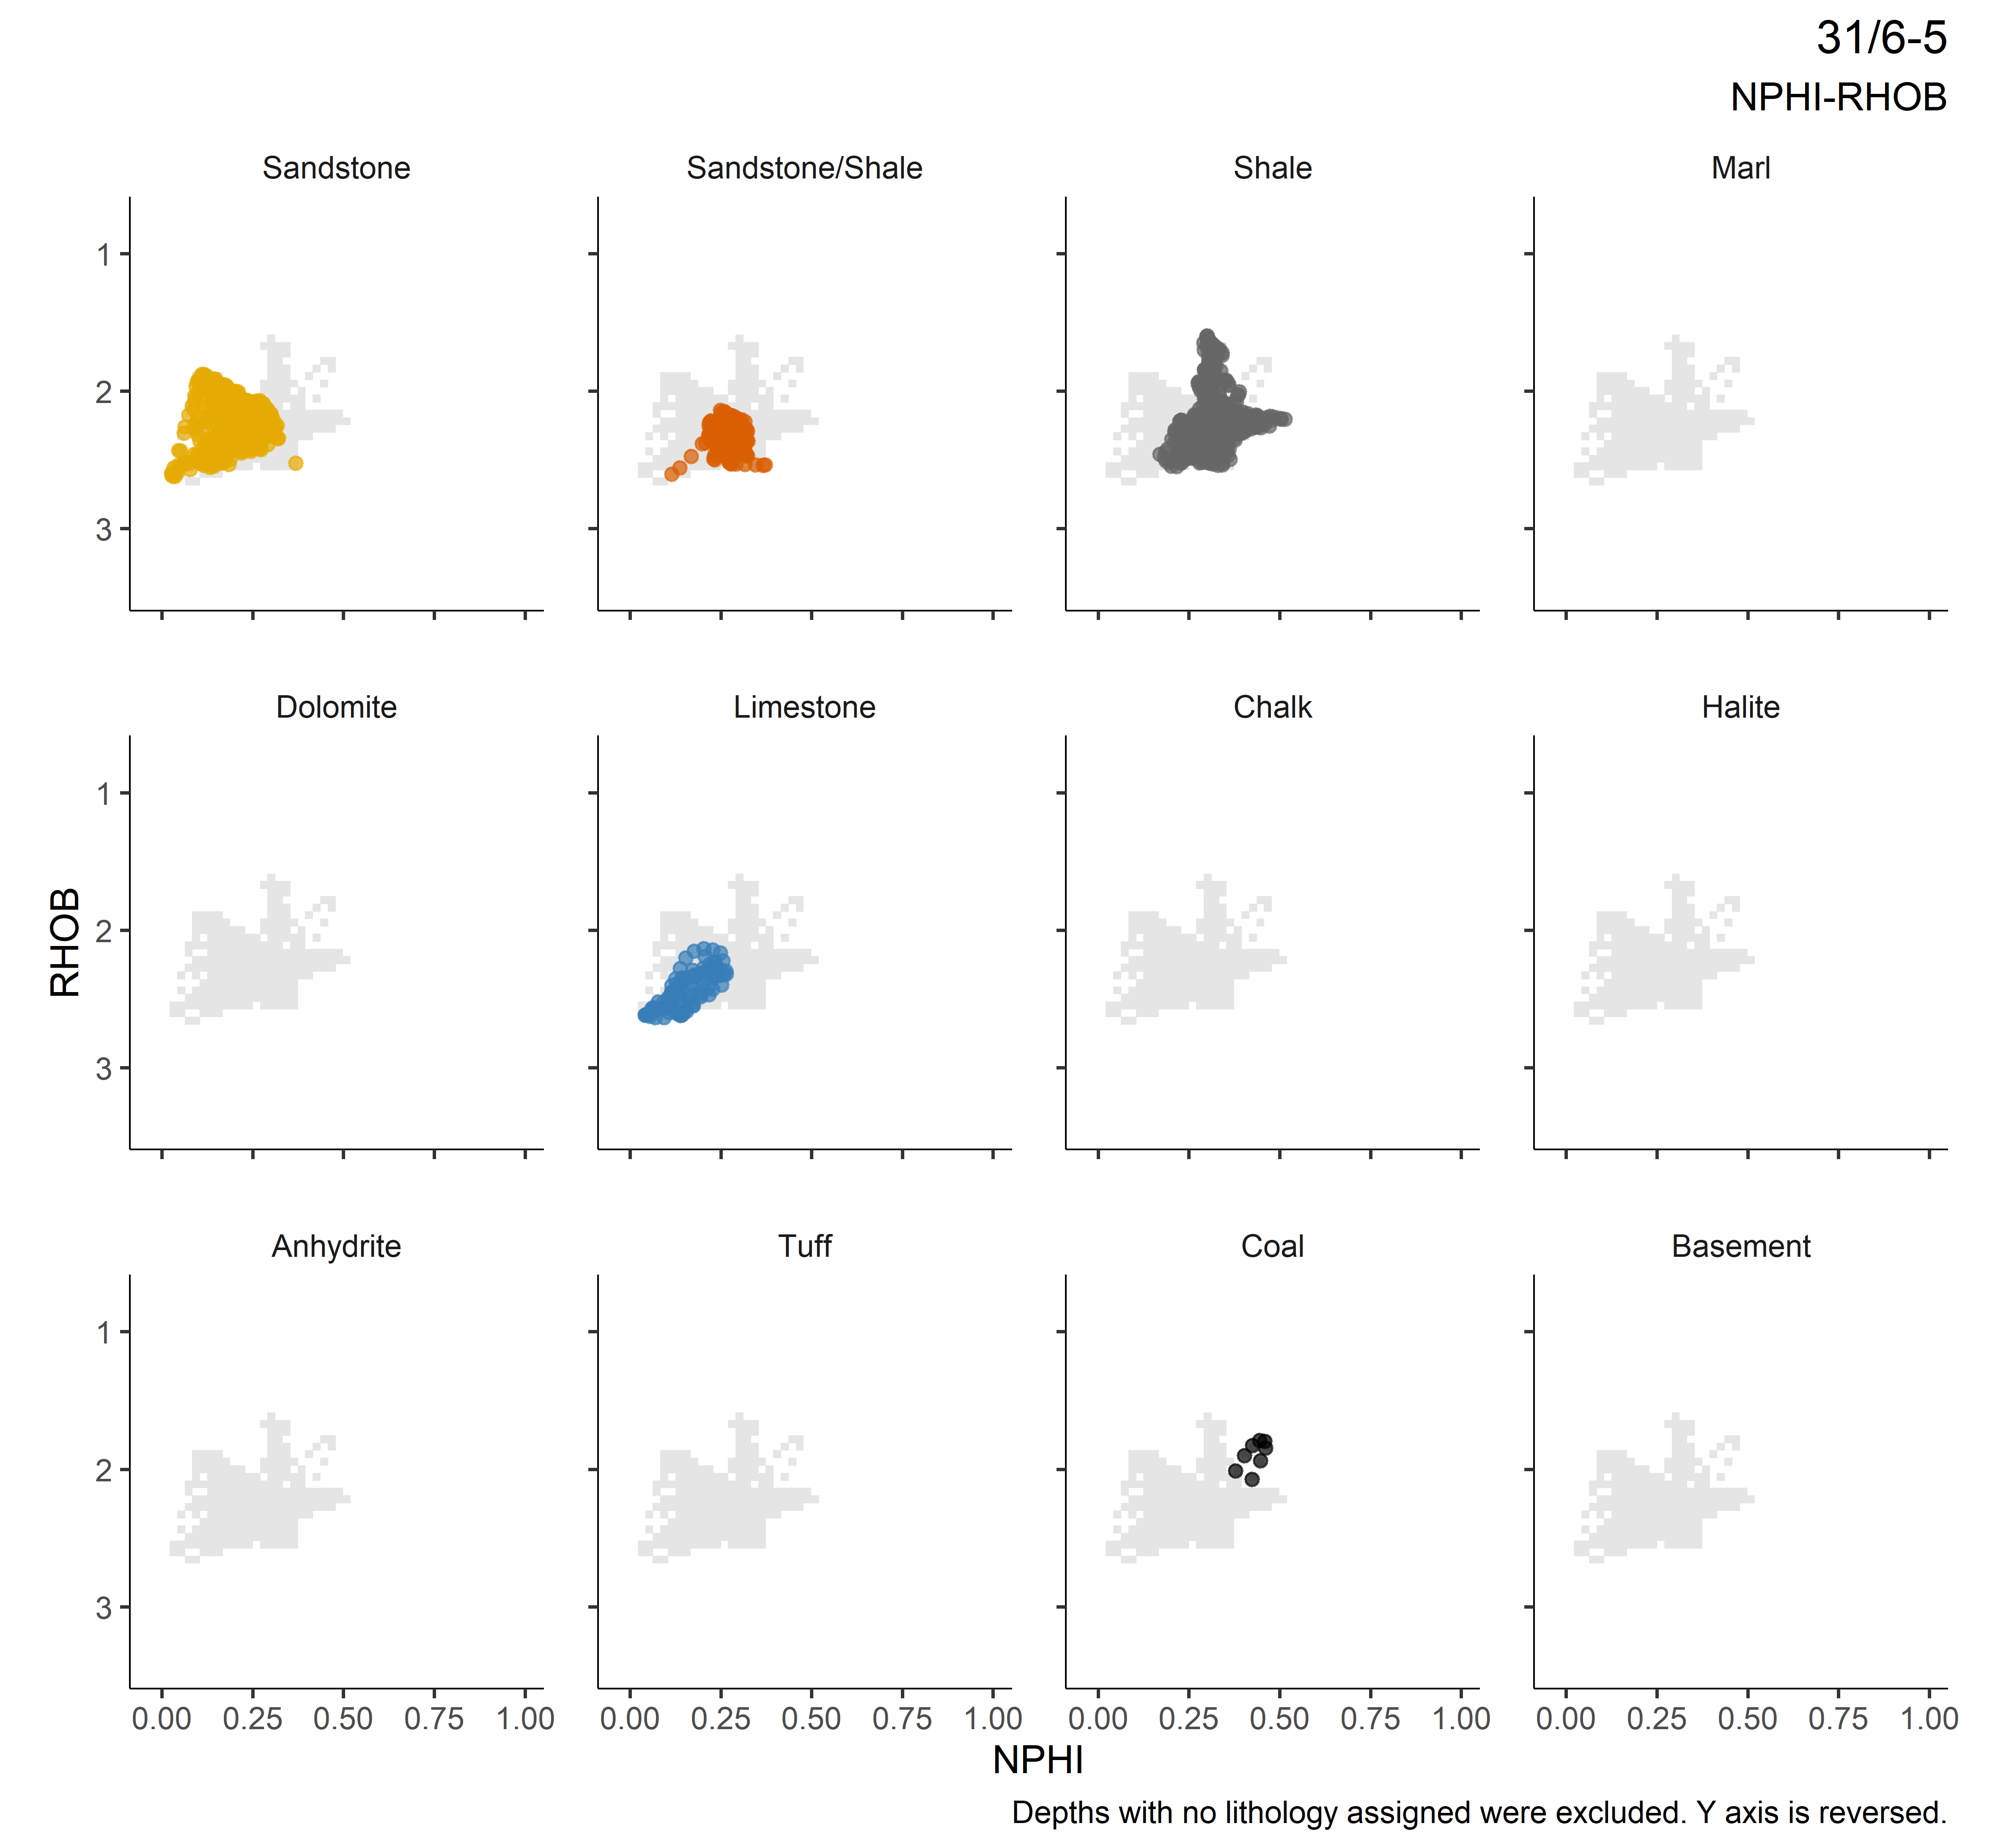 31/6-5
NPHI-RHOB
Sandstone Sandstone/Shale Shale Marl
1
2
3
Dolomite Limestone Chalk Halite
1
2
3
RHOB
Anhydrite Tuff Coal Basement
1
2
3
0.00 0.25 0.50 0.75 1.00 0.00 0.25 0.50 0.75 1.00 0.00 0.25 0.50 0.75 1.00 0.00 0.25 0.50 0.75 1.00
NPHI
Depths with no lithology assigned were excluded. Y axis is reversed.